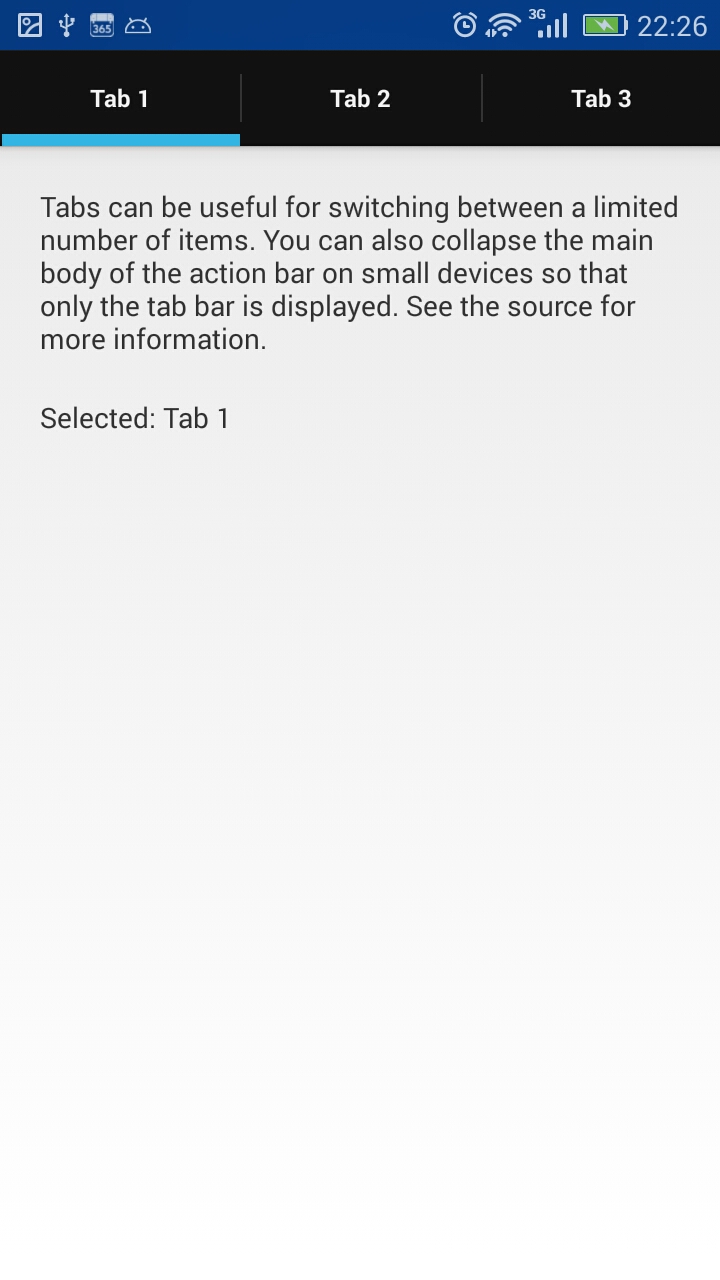 365
3G
22:26
Tab 1
Tab 2
Tab 3
Tabs can be useful for switching between a limited
number of items. You can also collapse the main
body of the action bar on small devices so that
only the tab bar is displayed. See the source for
more information.
Selected: Tab 1